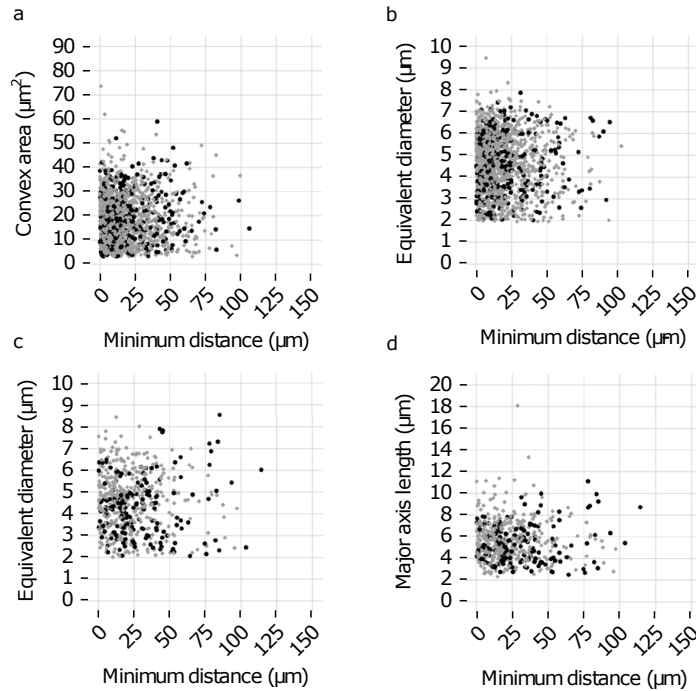 a
90
80
70
60
50
40
30
20
10
0
Convex area (µm²)
0 25 50 75 100 125 150
Minimum distance (µm)
b
10
9
8
7
6
5
4
3
2
1
0
Equivalent diameter (µm)
0 25 50 75 100 125 150
Minimum distance (µm)
c
10
9
8
7
6
5
4
3
2
1
0
Equivalent diameter (µm)
0 25 50 75 100 125 150
Minimum distance (µm)
d
20
18
16
14
12
10
8
6
4
2
0
Major axis length (µm)
0 25 50 75 100 125 150
Minimum distance (µm)